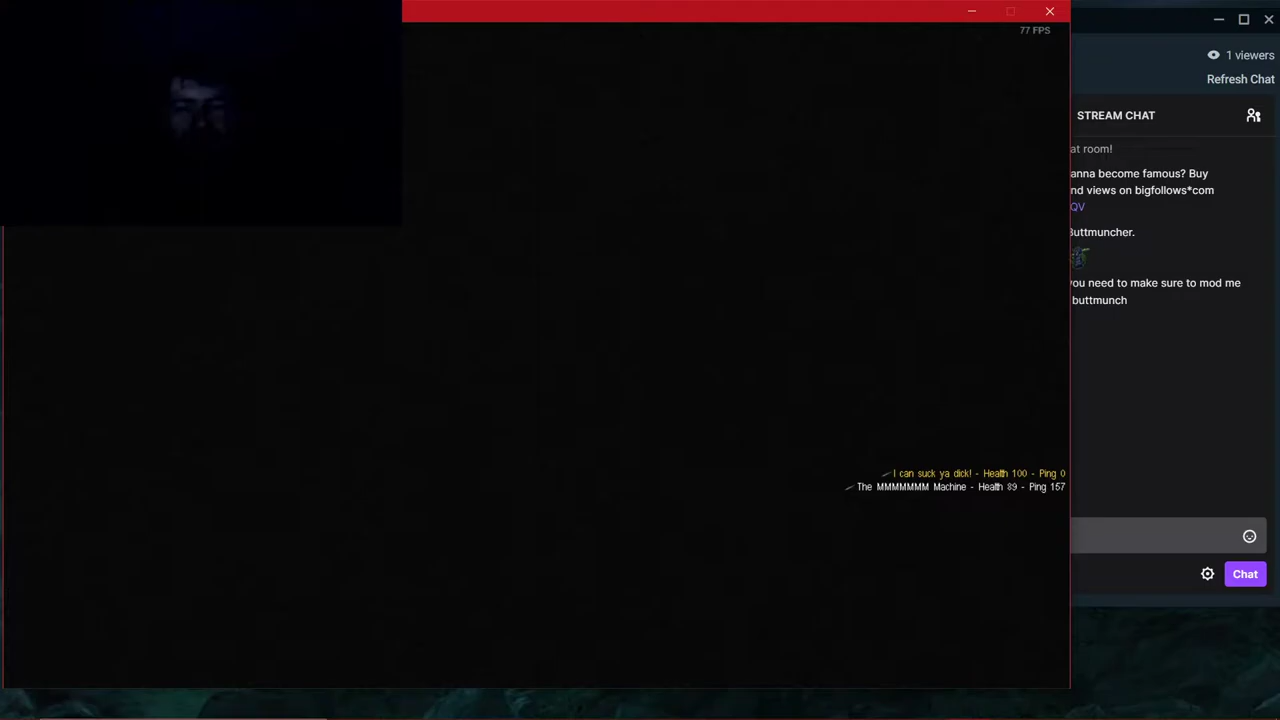 77 FPS
1 viewers
Refresh Chat
STREAM CHAT
at room!
anna become famous? Buy
nd views on bigfollows*com
QV
Buttmuncher.
you need to make sure to mod me
buttmunch
I can suck ya dick! - Health 100 - Ping 0
The MMMMMMM Machine - Health 89 - Ping 157
Chat